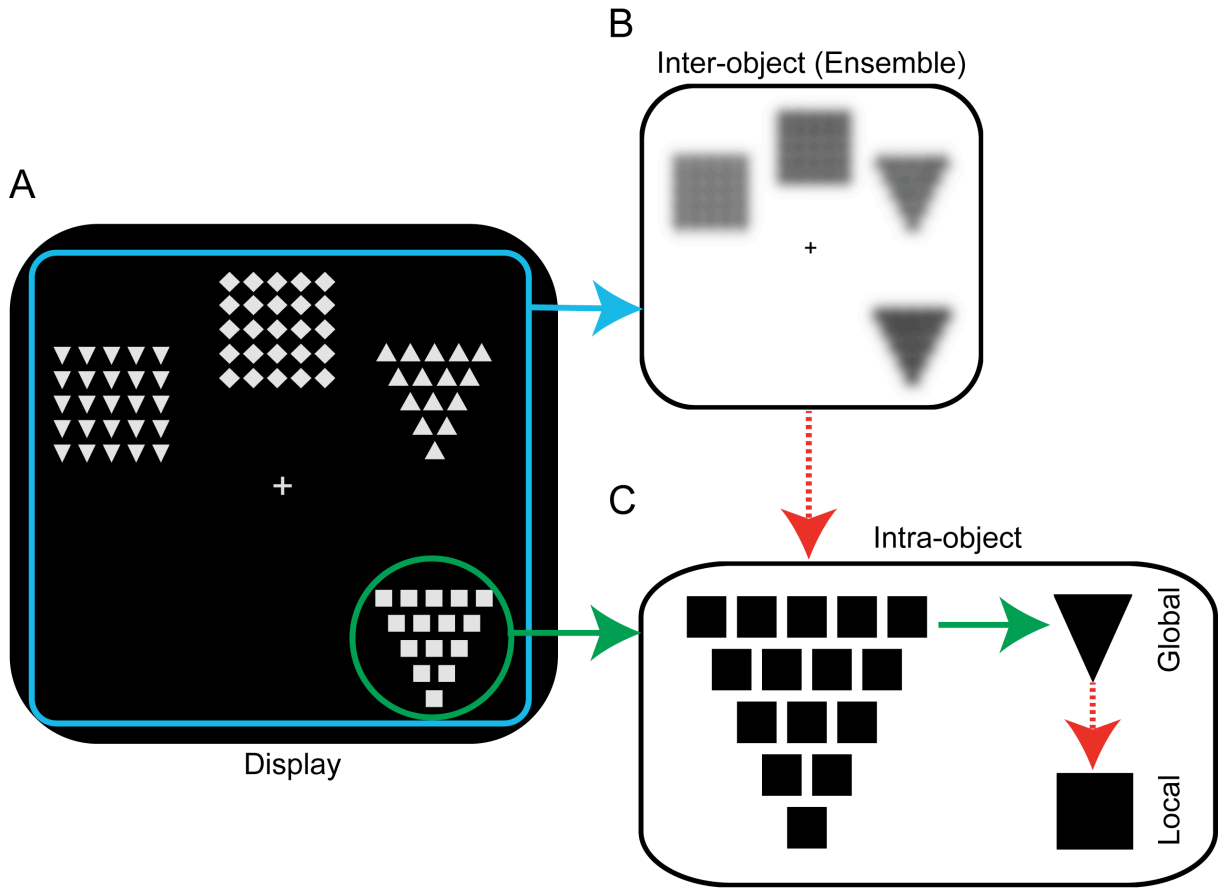 A
Display
B
Inter-object (Ensemble)
C
Intra-object
Global
Local